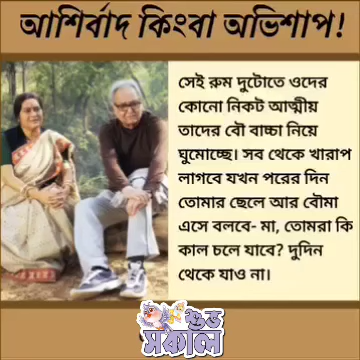 আশির্বাদ কিংবা অভিশাপ!
সেই রুম দুটোতে ওদের
কোনো নিকট আত্মীয়
তাদের বৌ বাচ্চা নিয়ে
ঘুমোচ্ছে। সব থেকে খারাপ
লাগবে যখন পরের দিন
তোমার ছেলে আর বৌমা
এসে বলবে- মা, তোমরা কি
কাল চলে যাবে? দুদিন
থেকে যাও না।
শুভ
সকাল